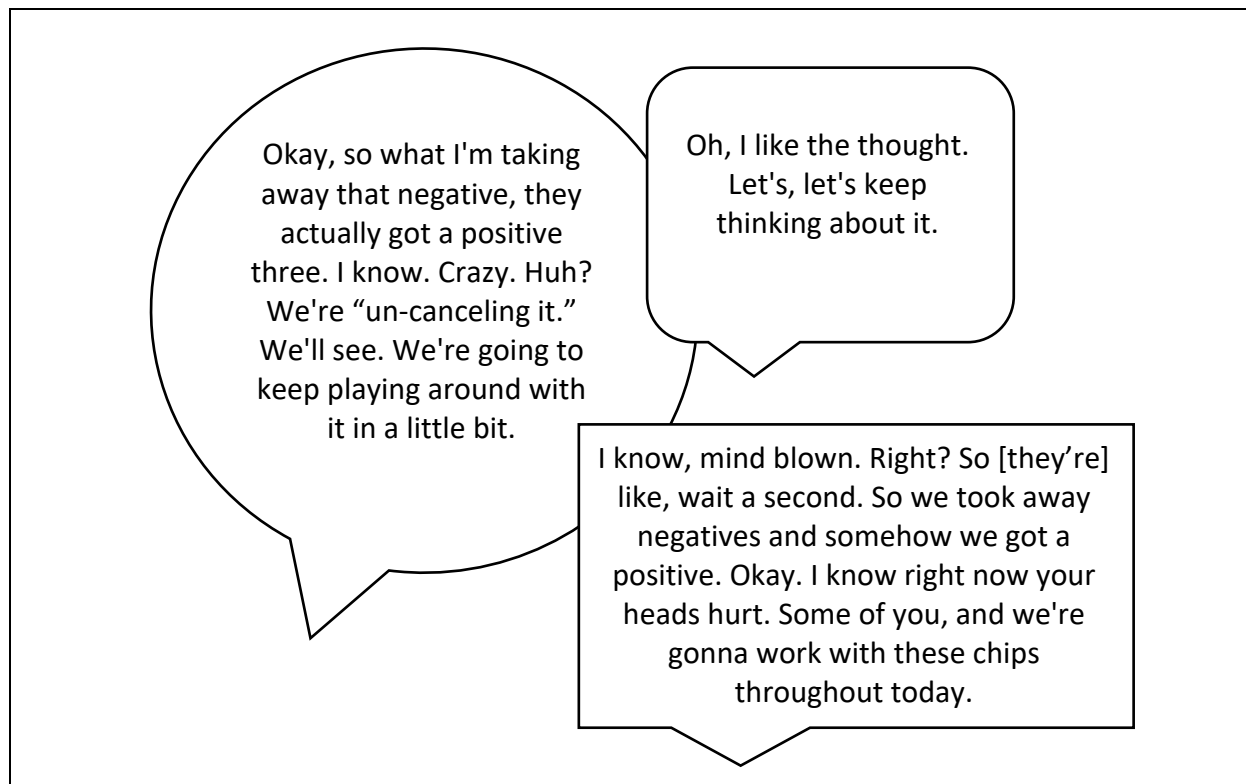 Okay, so what I'm taking
away that negative, they
actually got a positive
three. I know. Crazy. Huh?
We're “un-canceling it.”
We'll see. We're going to
keep playing around with
it in a little bit.
Oh, I like the thought.
Let's, let's keep
thinking about it.
I know, mind blown. Right? So [they’re]
like, wait a second. So we took away
negatives and somehow we got a
positive. Okay. I know right now your
heads hurt. Some of you, and we're
gonna work with these chips
throughout today.